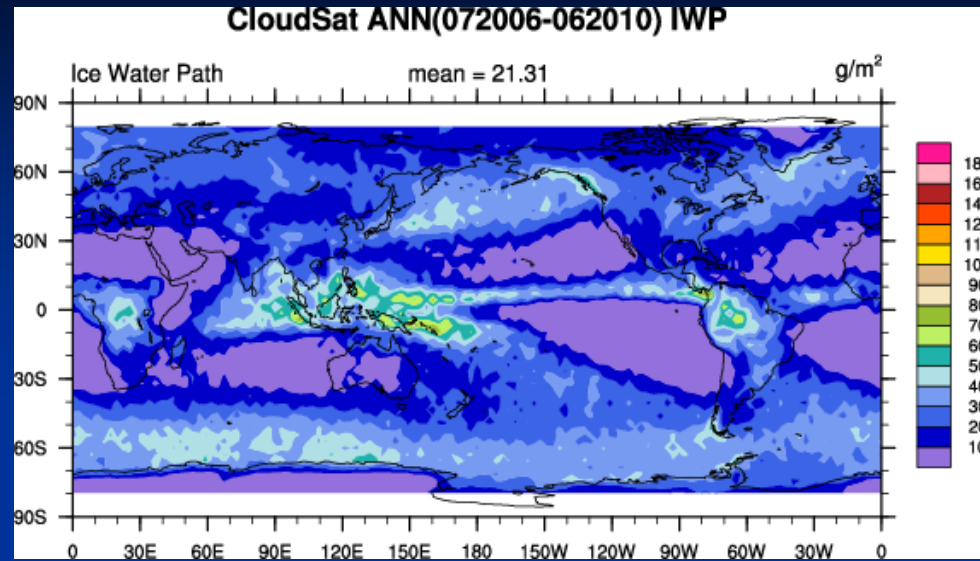 CloudSat ANN(072006-062010) IWP
Ice Water Path mean = 21.31 g/m²
90N
60N
30N
0
30S
60S
90S
0 30E 60E 90E 120E 150E 180 150W 120W 90W 60W 30W 0
18
16
14
12
11
10
90
80
70
60
50
40
30
20
10